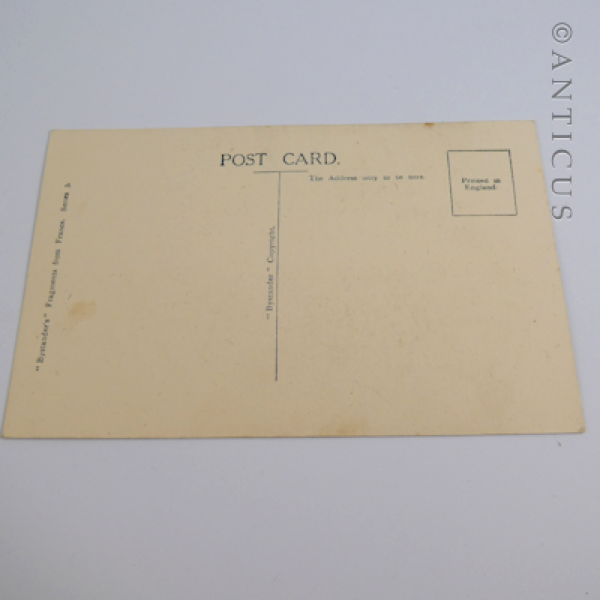 POST CARD.
The Address only to be here.
Printed in
England.
"Bystander" Copyright.
"Bystander's" Fragments from France. Series
© ANTICUS